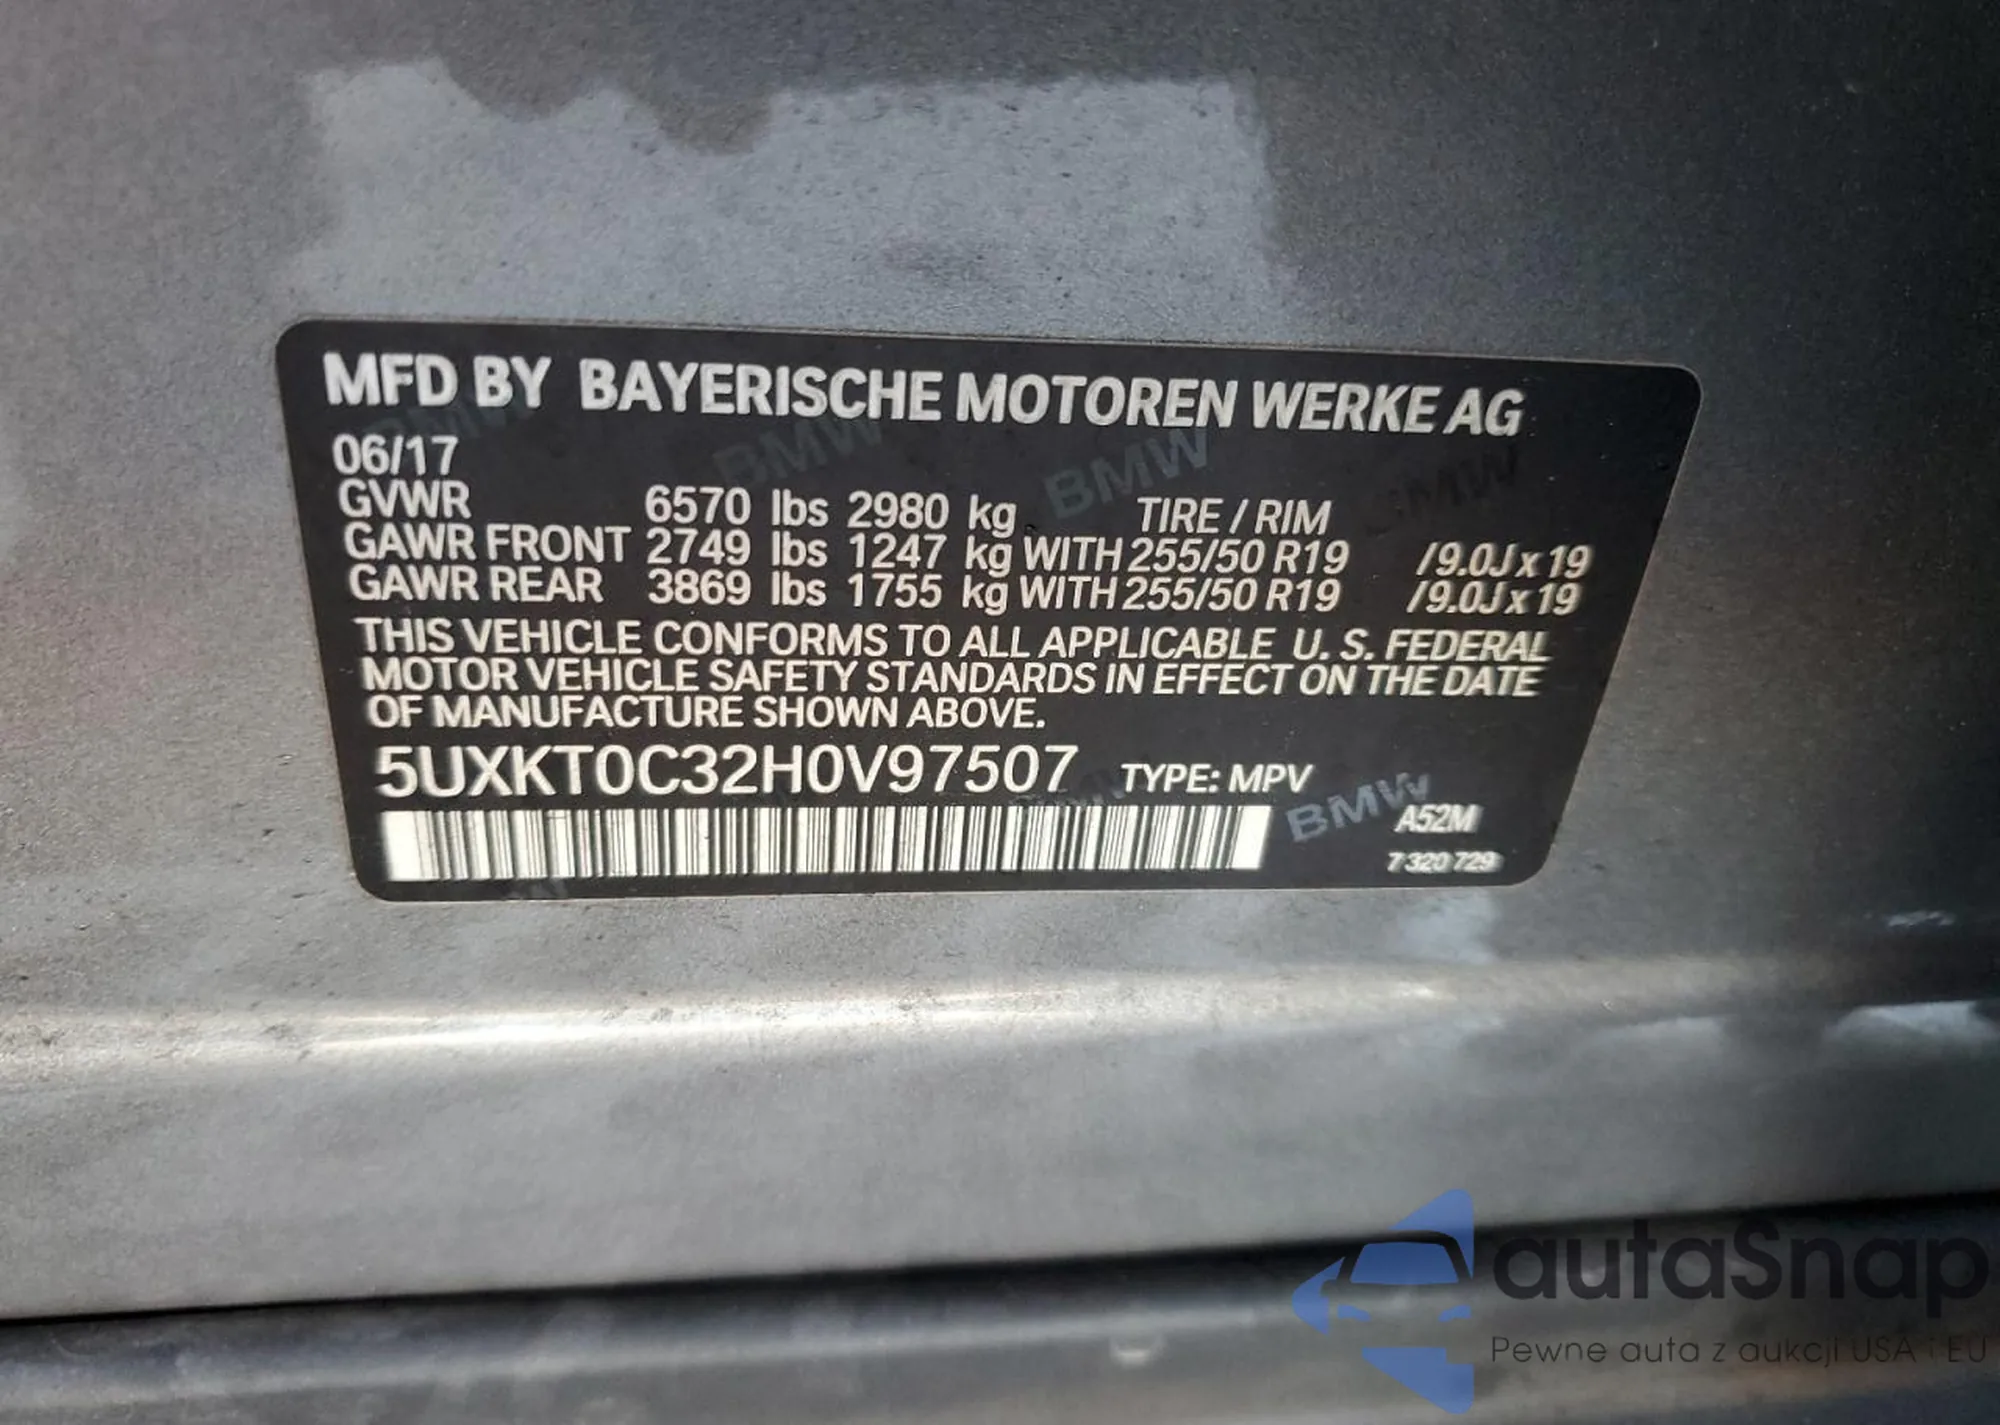 MFD BY BAYERISCHE MOTOREN WERKE AG
06/17
GVWR 6570 lbs 2980 kg TIRE / RIM
GAWR FRONT 2749 lbs 1247 kg WITH 255/50 R19 /9.0J x 19
GAWR REAR 3869 lbs 1755 kg WITH 255/50 R19 /9.0J x 19
THIS VEHICLE CONFORMS TO ALL APPLICABLE U. S. FEDERAL
MOTOR VEHICLE SAFETY STANDARDS IN EFFECT ON THE DATE
OF MANUFACTURE SHOWN ABOVE.
5UXKT0C32H0V97507 TYPE: MPV
BMW
A52M
7 320 729
autaSnap
Pewne auta z aukcji USA i EU